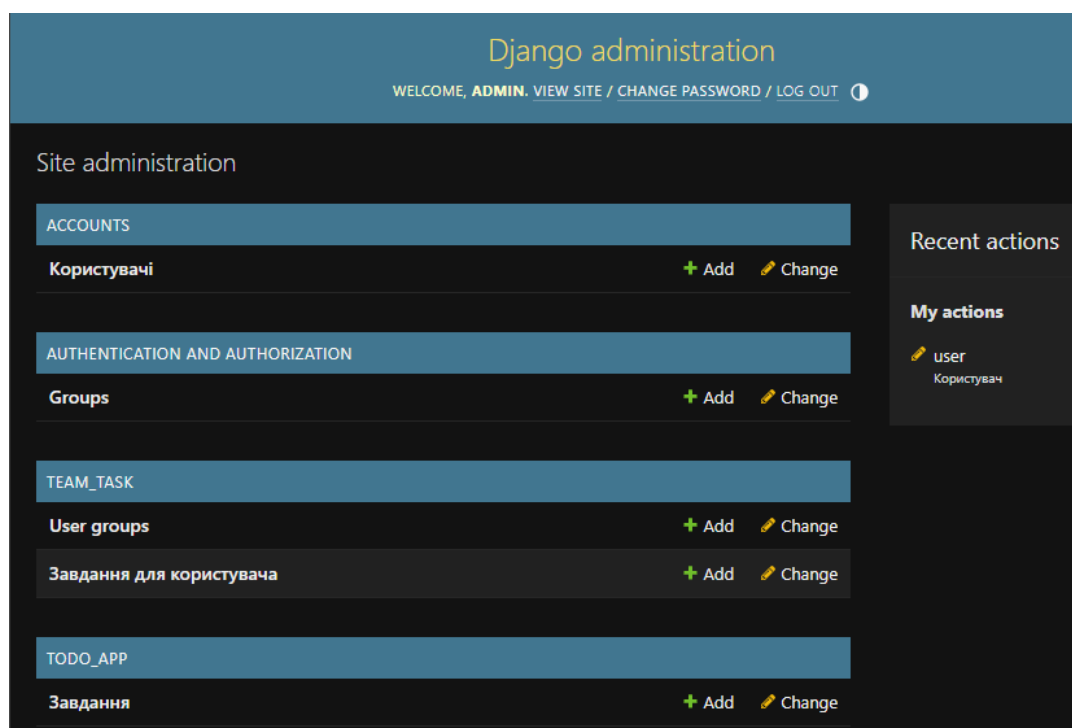 Django administration
WELCOME, ADMIN. VIEW SITE / CHANGE PASSWORD / LOG OUT
Site administration
ACCOUNTS
Користувачі + Add Change
AUTHENTICATION AND AUTHORIZATION
Groups + Add Change
TEAM_TASK
User groups + Add Change
Завдання для користувача + Add Change
TODO_APP
Завдання + Add Change
Recent actions
My actions
user
Користувач